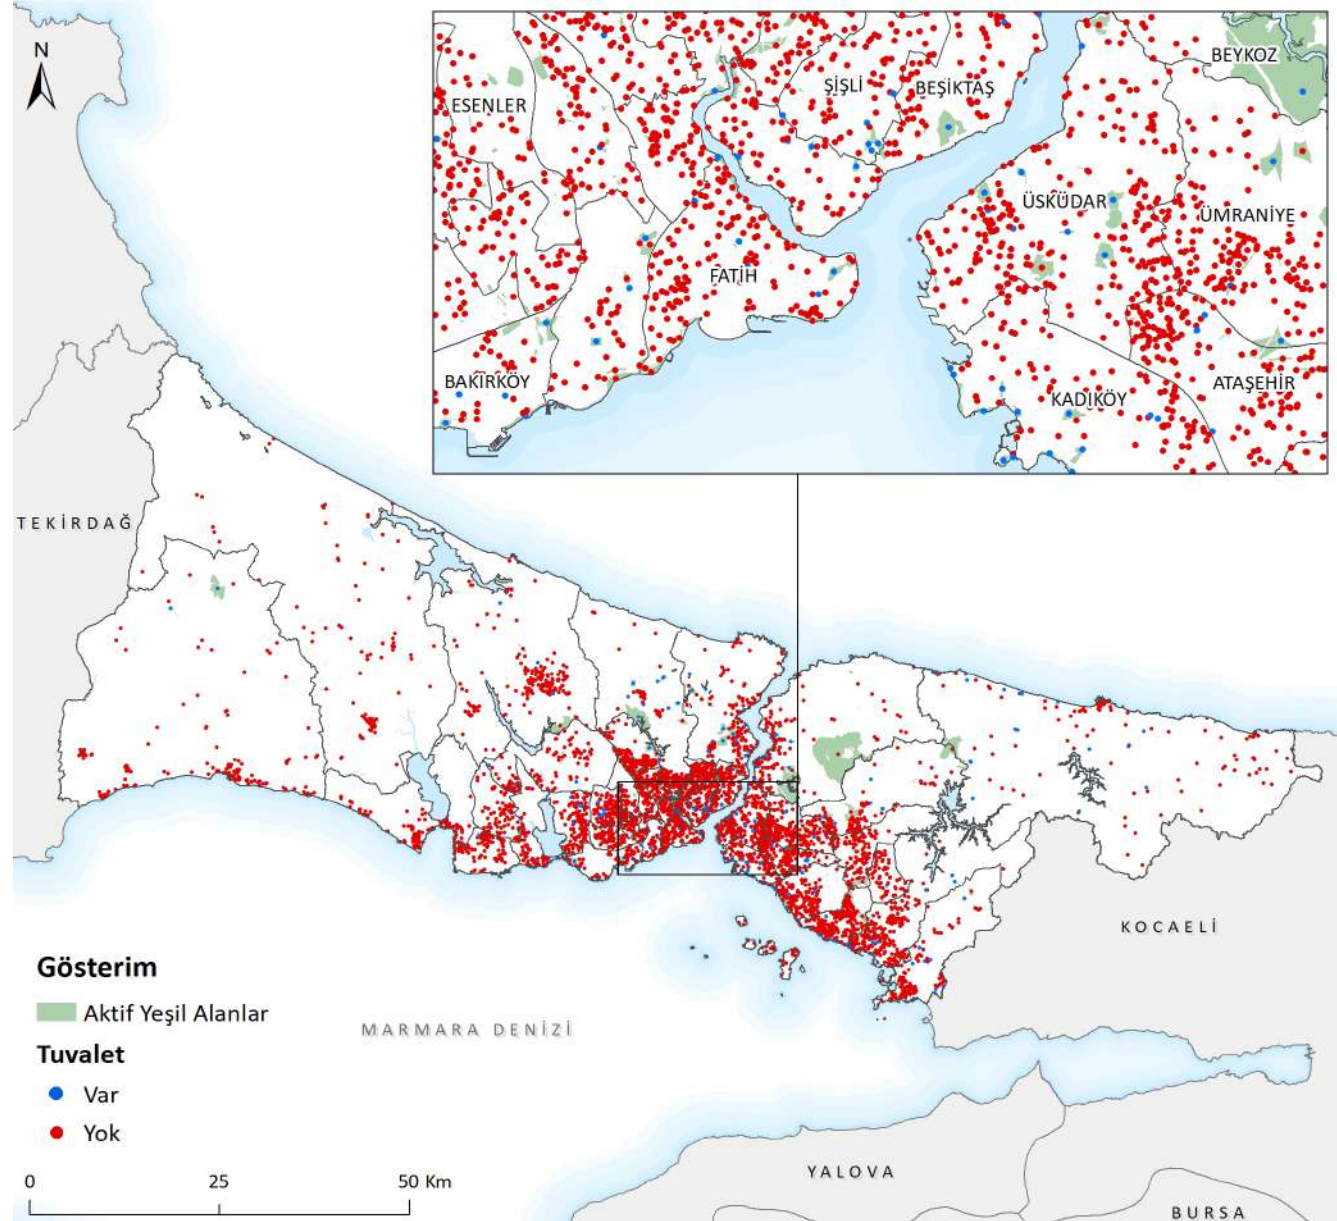 N
ESENLER
ŞİŞLİ
BEŞİKTAŞ
BEYKOZ
ÜSKÜDAR
ÜMRANİYE
FATİH
BAKIRKÖY
KADIKÖY
ATAŞEHİR
TEKİRDAĞ
KOCAELİ
MARMARA DENİZİ
YALOVA
BURSA
Gösterim
Aktif Yeşil Alanlar
Tuvalet
Var
Yok
0 25 50 Km